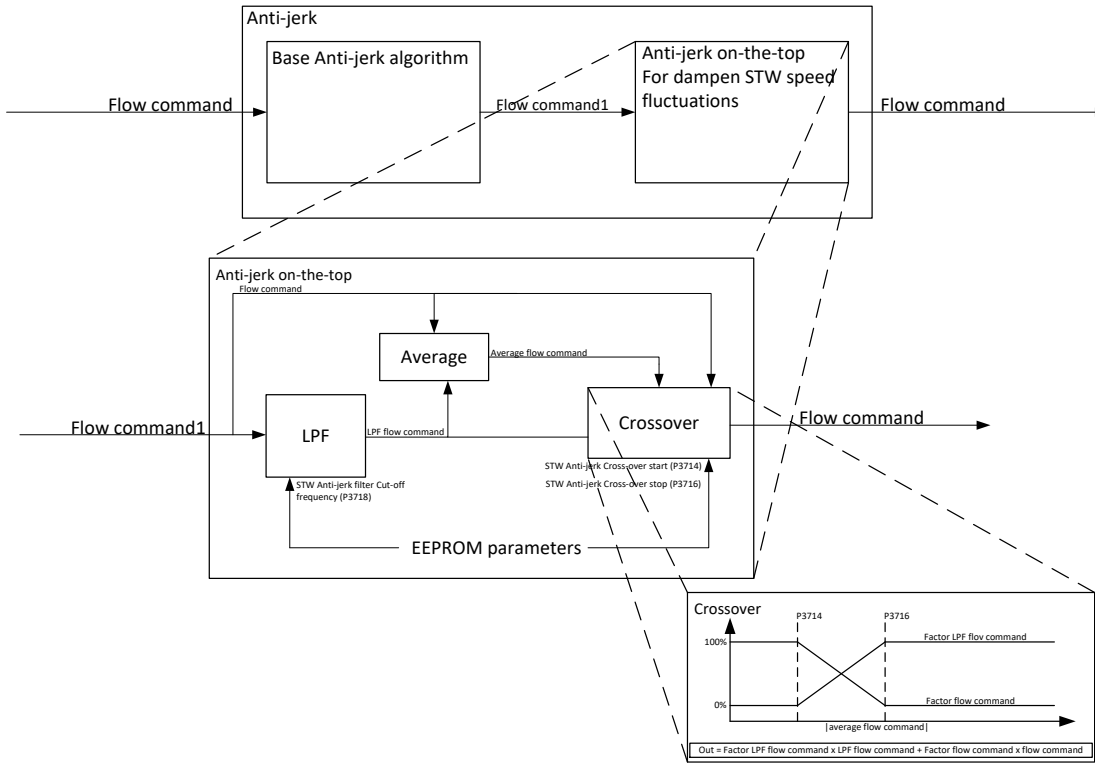 Anti-jerk
Base Anti-jerk algorithm
Anti-jerk on-the-top
For dampen STW speed
fluctuations
Flow command
Flow command1
Flow command
Anti-jerk on-the-top
Flow command
Average
Average flow command
Flow command1
LPF
LPF flow command
Crossover
Flow command
STW Anti-jerk filter Cut-off
frequency (P3718)
STW Anti-jerk Cross-over start (P3714)
STW Anti-jerk Cross-over stop (P3716)
EEPROM parameters
Crossover
P3714
P3716
100%
Factor LPF flov command
0%
Factor flow command
|average flow command|
Out = Factor LPF flow command x LPF flow command + Factor flow command x flow command